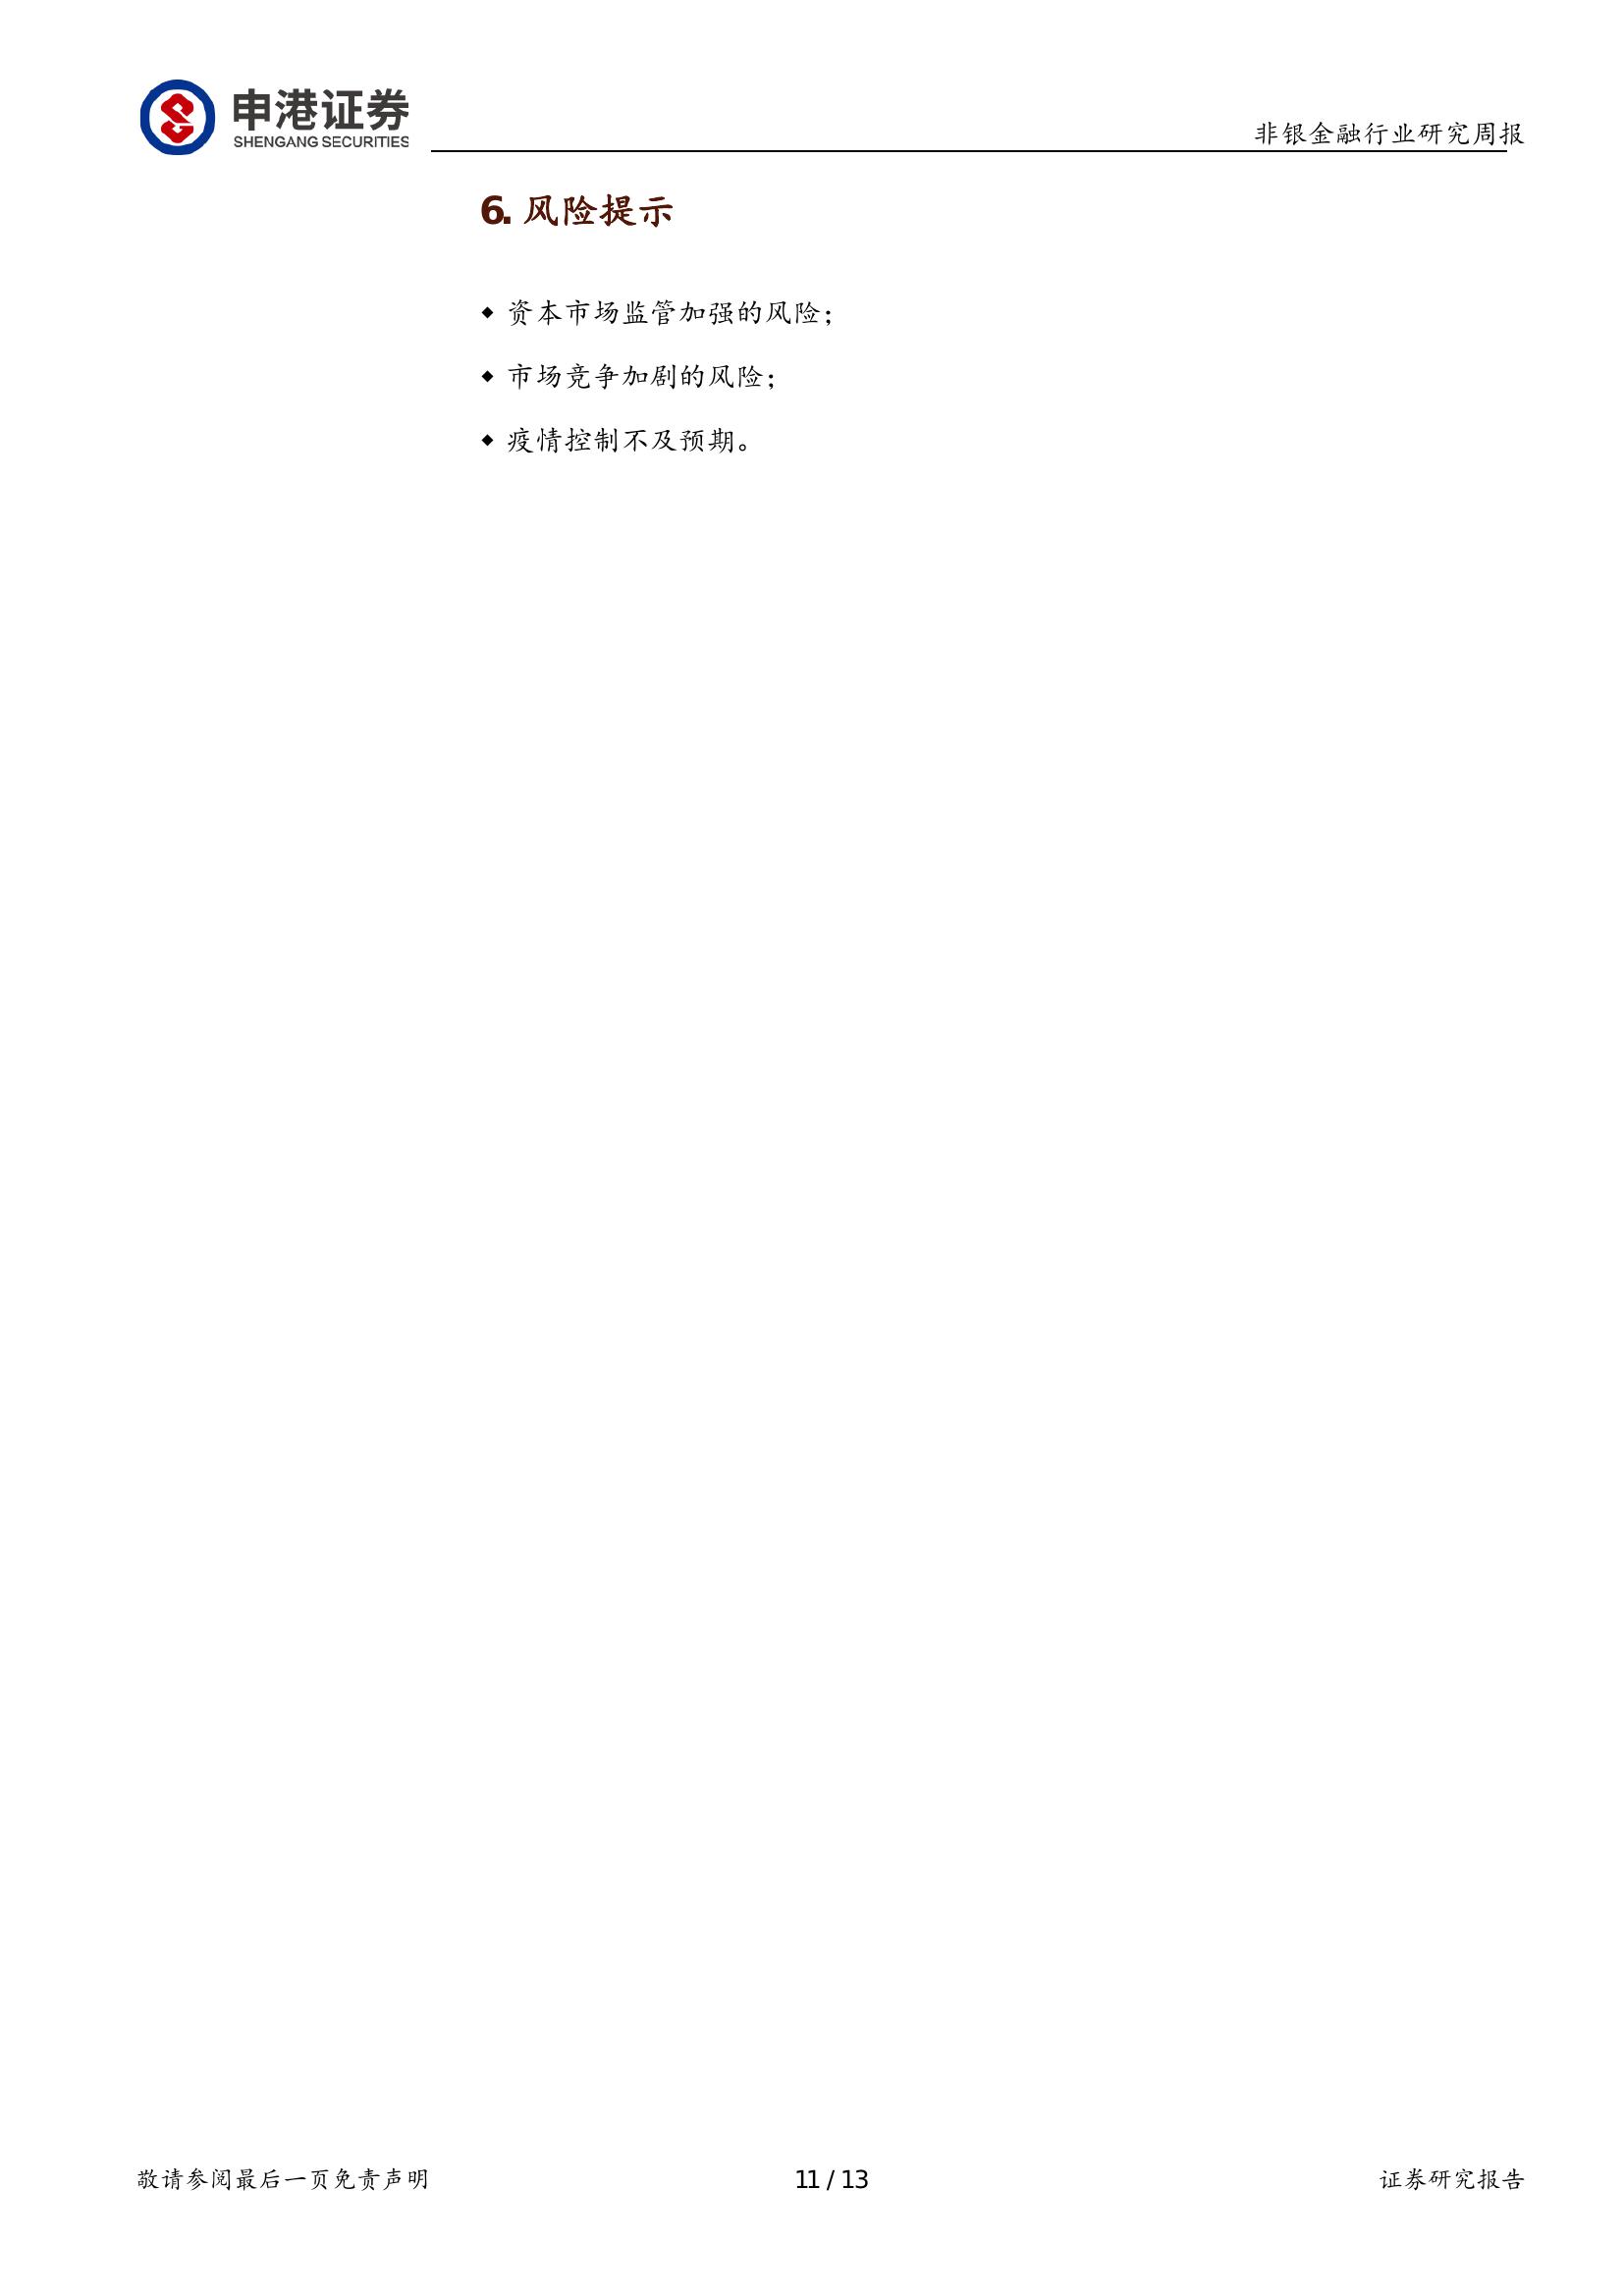 申港证券
SHENGANG SECURITIES
非银金融行业研究周报
6. 风险提示
◆ 资本市场监管加强的风险；
◆ 市场竞争加剧的风险；
◆ 疫情控制不及预期。
敬请参阅最后一页免责声明
11 / 13
证券研究报告